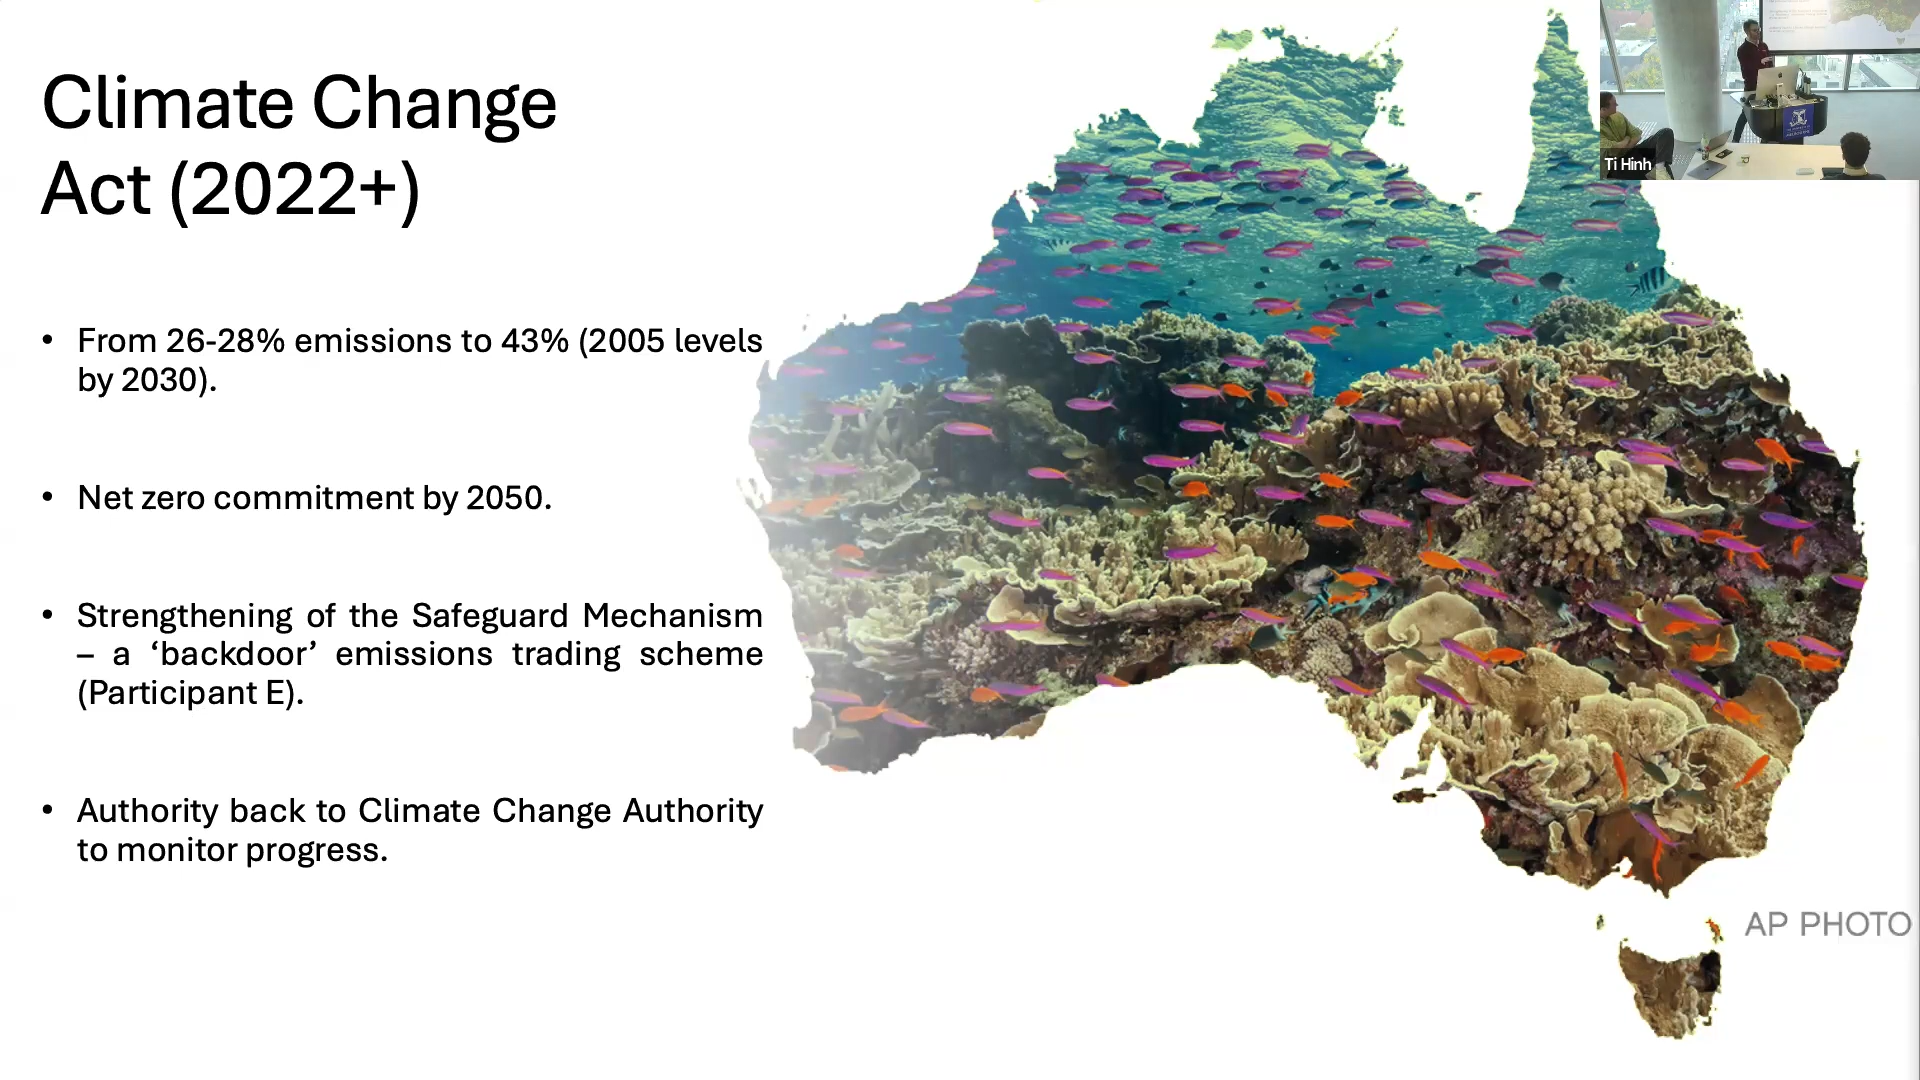 Climate Change
Act (2022+)
• From 26-28% emissions to 43% (2005 levels
by 2030).
• Net zero commitment by 2050.
• Strengthening of the Safeguard Mechanism
– a ‘backdoor’ emissions trading scheme
(Participant E).
• Authority back to Climate Change Authority
to monitor progress.
Ti Hinh
AP PHOTO